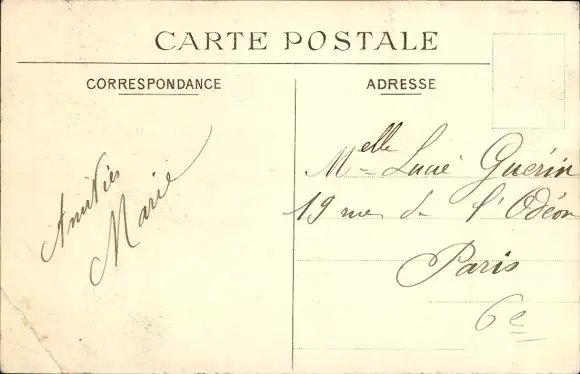 CARTE POSTALE
CORRESPONDANCE
ADRESSE
Amitiés
Marie
Melle Lucie Guérin
19 rue de l'Odéon
Paris
6e